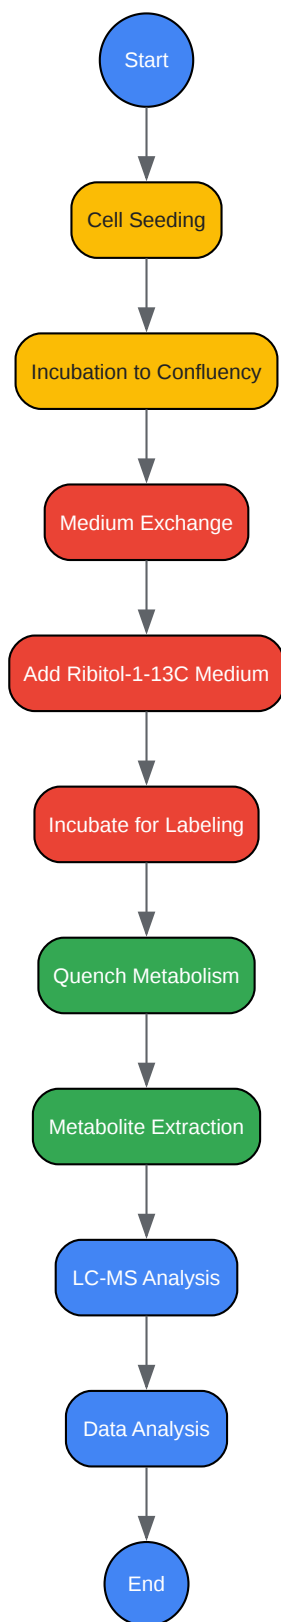 Start
Cell Seeding
Incubation to Confluency
Medium Exchange
Add Ribitol-1-13C Medium
Incubate for Labeling
Quench Metabolism
Metabolite Extraction
LC-MS Analysis
Data Analysis
End